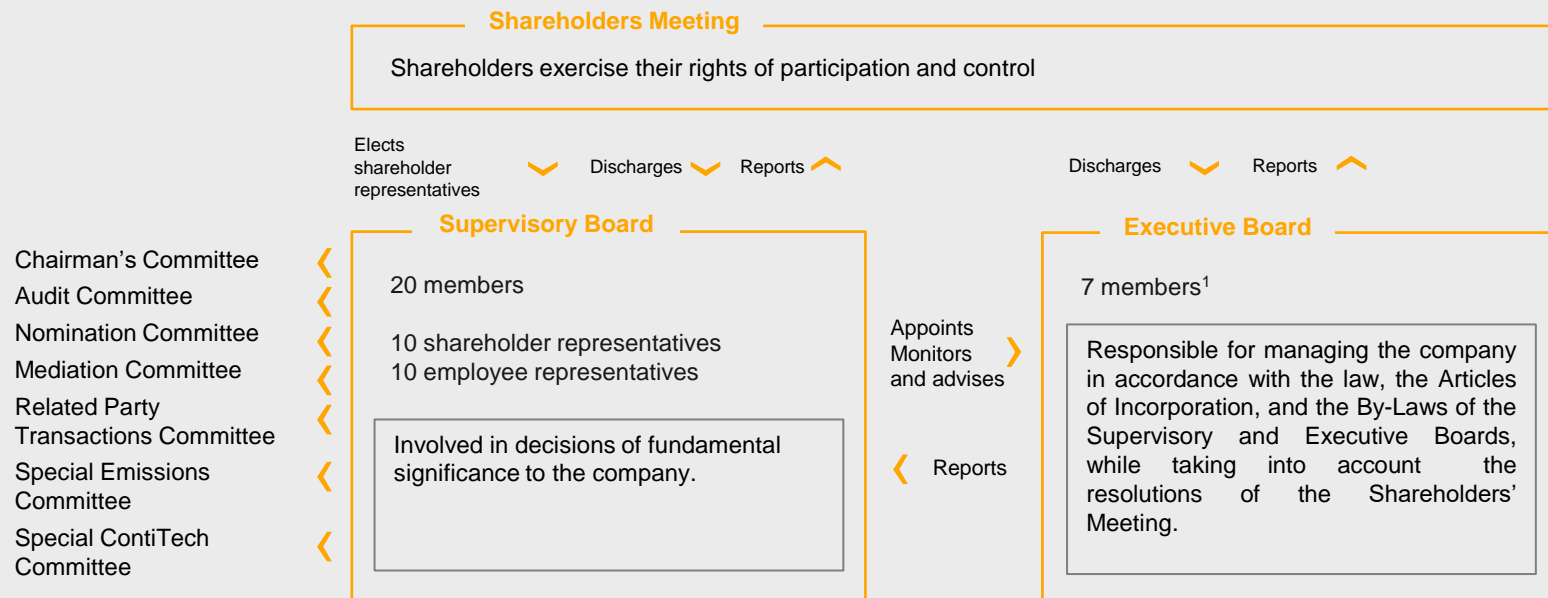 Shareholders Meeting
Shareholders exercise their rights of participation and control
Elects
shareholder
representatives
Discharges
Reports
Discharges
Reports
Chairman’s Committee
Audit Committee
Nomination Committee
Mediation Committee
Related Party
Transactions Committee
Special Emissions
Committee
Special ContiTech
Committee
Supervisory Board
20 members
10 shareholder representatives
10 employee representatives
Involved in decisions of fundamental
significance to the company.
Appoints
Monitors
and advises
Reports
Executive Board
7 members¹
Responsible for managing the company
in accordance with the law, the Articles
of Incorporation, and the By-Laws of the
Supervisory and Executive Boards,
while taking into account the
resolutions of the Shareholders’
Meeting.